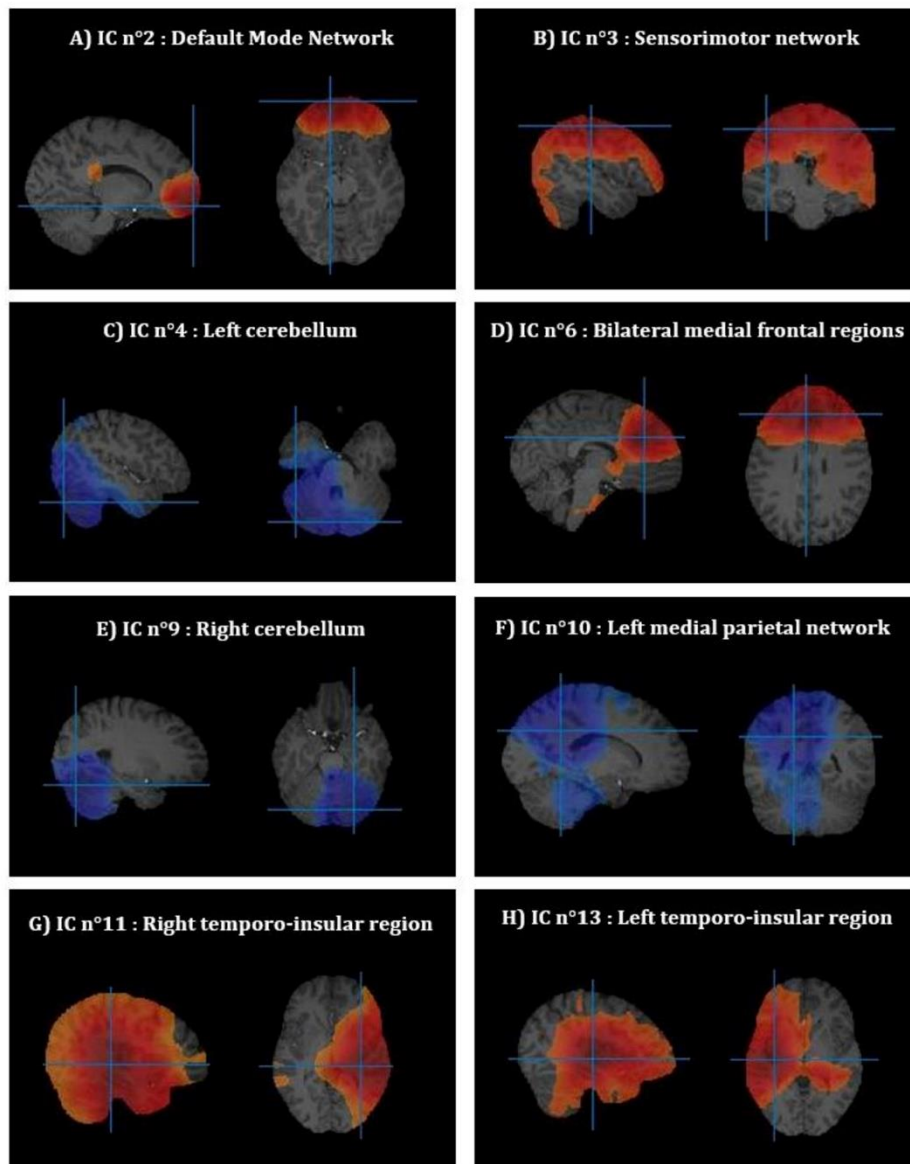 A) IC n°2 : Default Mode Network
B) IC n°3 : Sensorimotor network
C) IC n°4 : Left cerebellum
D) IC n°6 : Bilateral medial frontal regions
E) IC n°9 : Right cerebellum
F) IC n°10 : Left medial parietal network
G) IC n°11 : Right temporo-insular region
H) IC n°13 : Left temporo-insular region